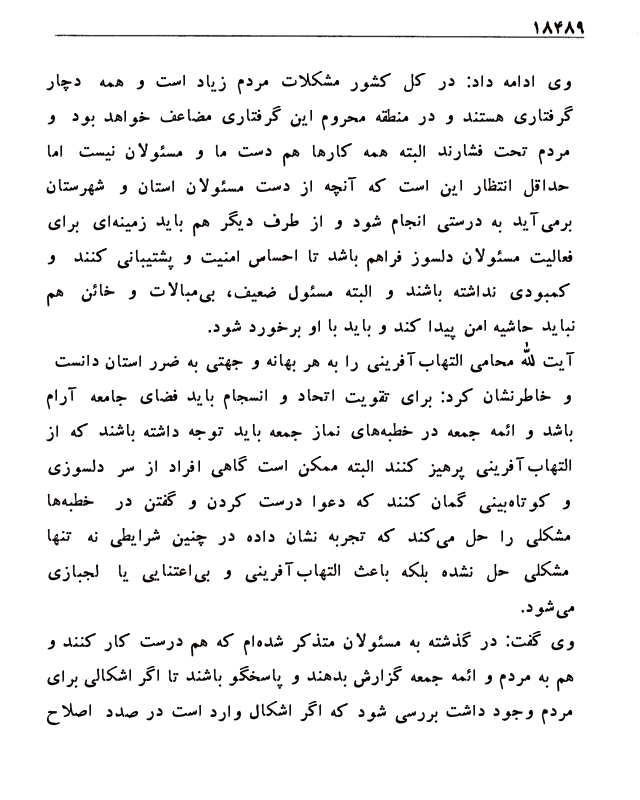 ۱۸۴۸۹
وی ادامه داد: در کل کشور مشکلات مردم زیاد است و همه دچار
گرفتاری هستند و در منطقه محروم این گرفتاری مضاعف خواهد بود و
مردم تحت فشارند البته همه کارها هم دست ما و مسئولان نیست اما
حداقل انتظار این است که آنچه از دست مسئولان استان و شهرستان
برمی‌آید به درستی انجام شود و از طرف دیگر هم باید زمینه‌ای برای
فعالیت مسئولان دلسوز فراهم باشد تا احساس امنیت و پشتیبانی کنند و
کمبودی نداشته باشند و البته مسئول ضعیف، بی‌مبالات و خائن هم
نباید حاشیه امن پیدا کند و باید با او برخورد شود.
آیت لله محامی التهاب‌آفرینی را به هر بهانه و جهتی به ضرر استان دانست
و خاطرنشان کرد: برای تقویت اتحاد و انسجام باید فضای جامعه آرام
باشد و ائمه جمعه در خطبه‌های نماز جمعه باید توجه داشته باشند که از
التهاب‌آفرینی پرهیز کنند البته ممکن است گاهی افراد از سر دلسوزی
و کوتاه‌بینی گمان کنند که دعوا درست کردن و گفتن در خطبه‌ها
مشکلی را حل می‌کند که تجربه نشان داده در چنین شرایطی نه تنها
مشکلی حل نشده بلکه باعث التهاب‌آفرینی و بی‌اعتنایی یا لجبازی
می‌شود.
وی گفت: در گذشته به مسئولان متذکر شده‌ام که هم درست کار کنند و
هم به مردم و ائمه جمعه گزارش بدهند و پاسخگو باشند تا اگر اشکالی برای
مردم وجود داشت بررسی شود که اگر اشکال وارد است در صدد اصلاح